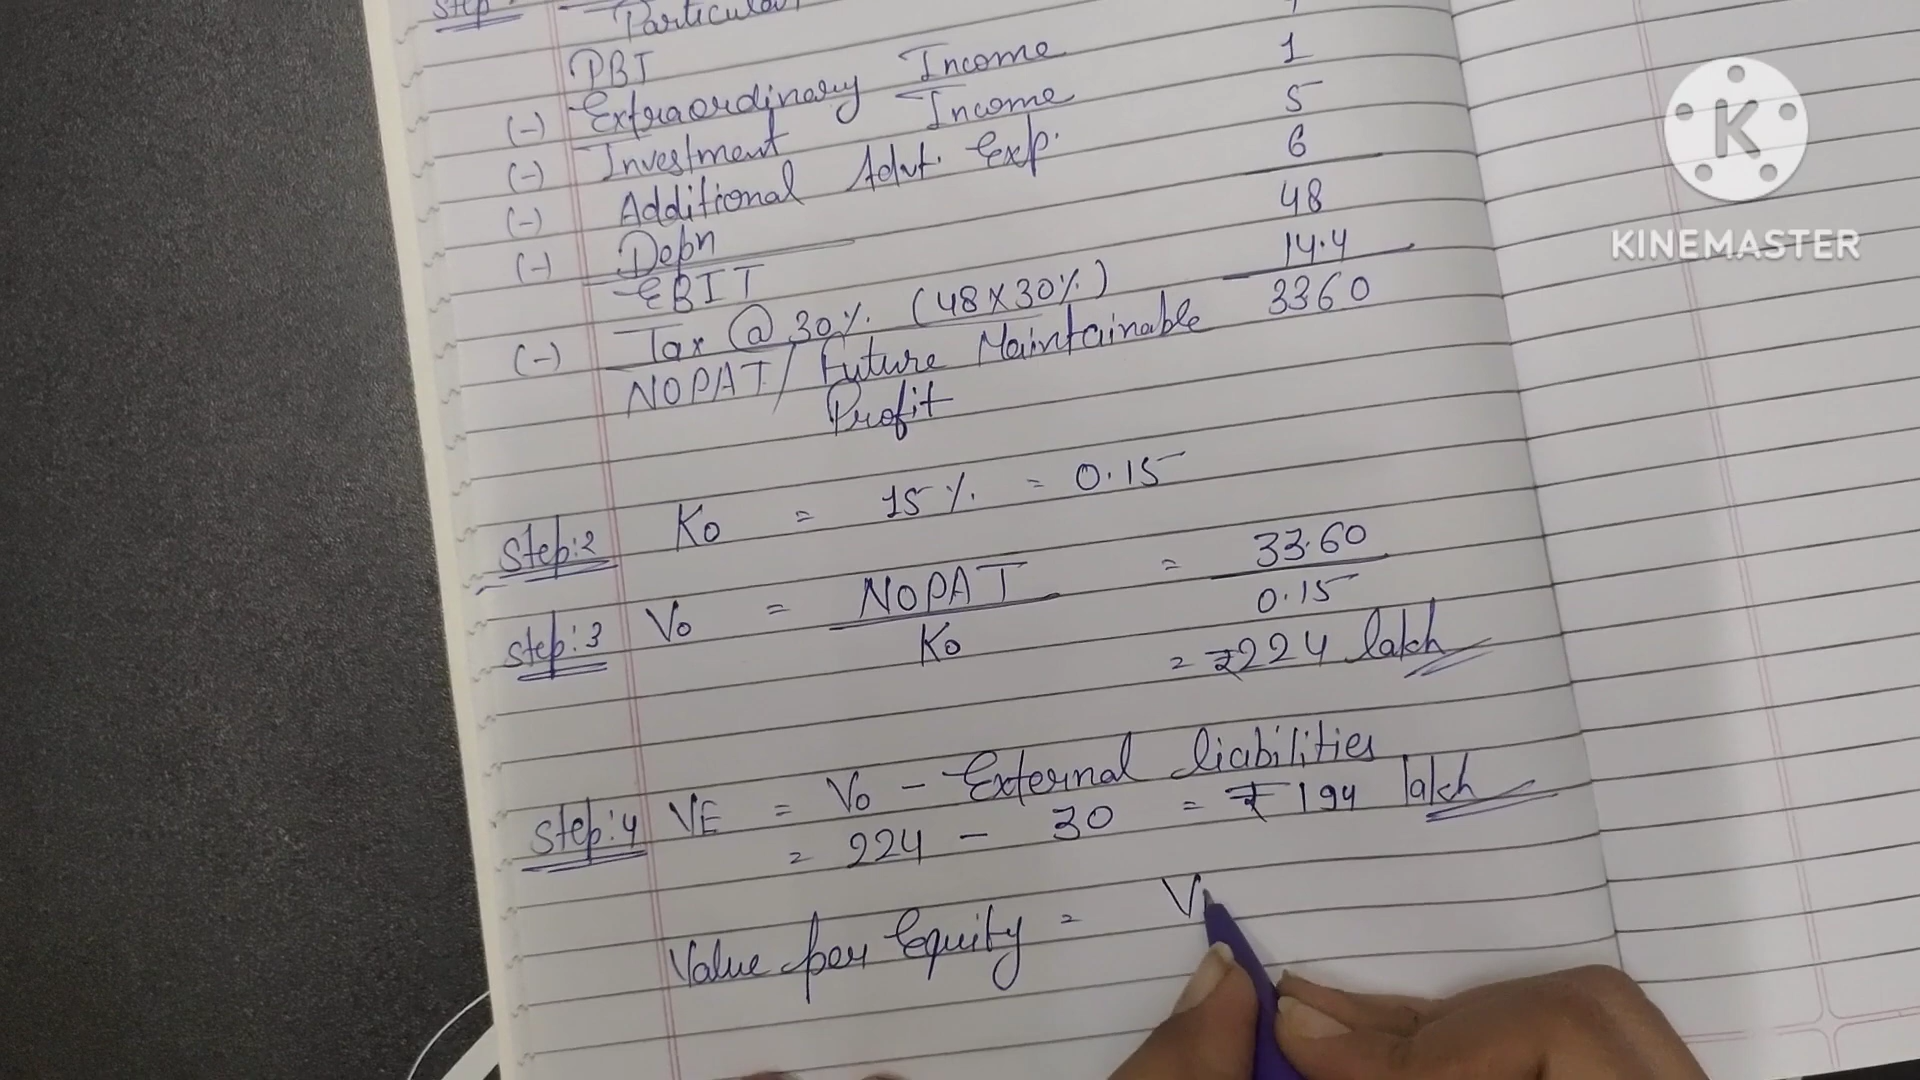 Step
Particular
PBT
(-) Extraordinary Income 1
(-) Investment Income 5
(-) Additional Advt. Exp. 6
(-) Depn
EBIT 48
(-) Tax @ 30% (48X30%) 14.4
NOPAT/ Future Maintainable 3360
Profit
Step:2 Ko = 15% = 0.15
Step:3 Vo = NOPAT = 33.60
Ko 0.15
= ₹224 lakh
Step:4 VE = Vo - External liabilities
= 224 - 30 = ₹194 lakh
Value per Equity = V
K
KINEMASTER